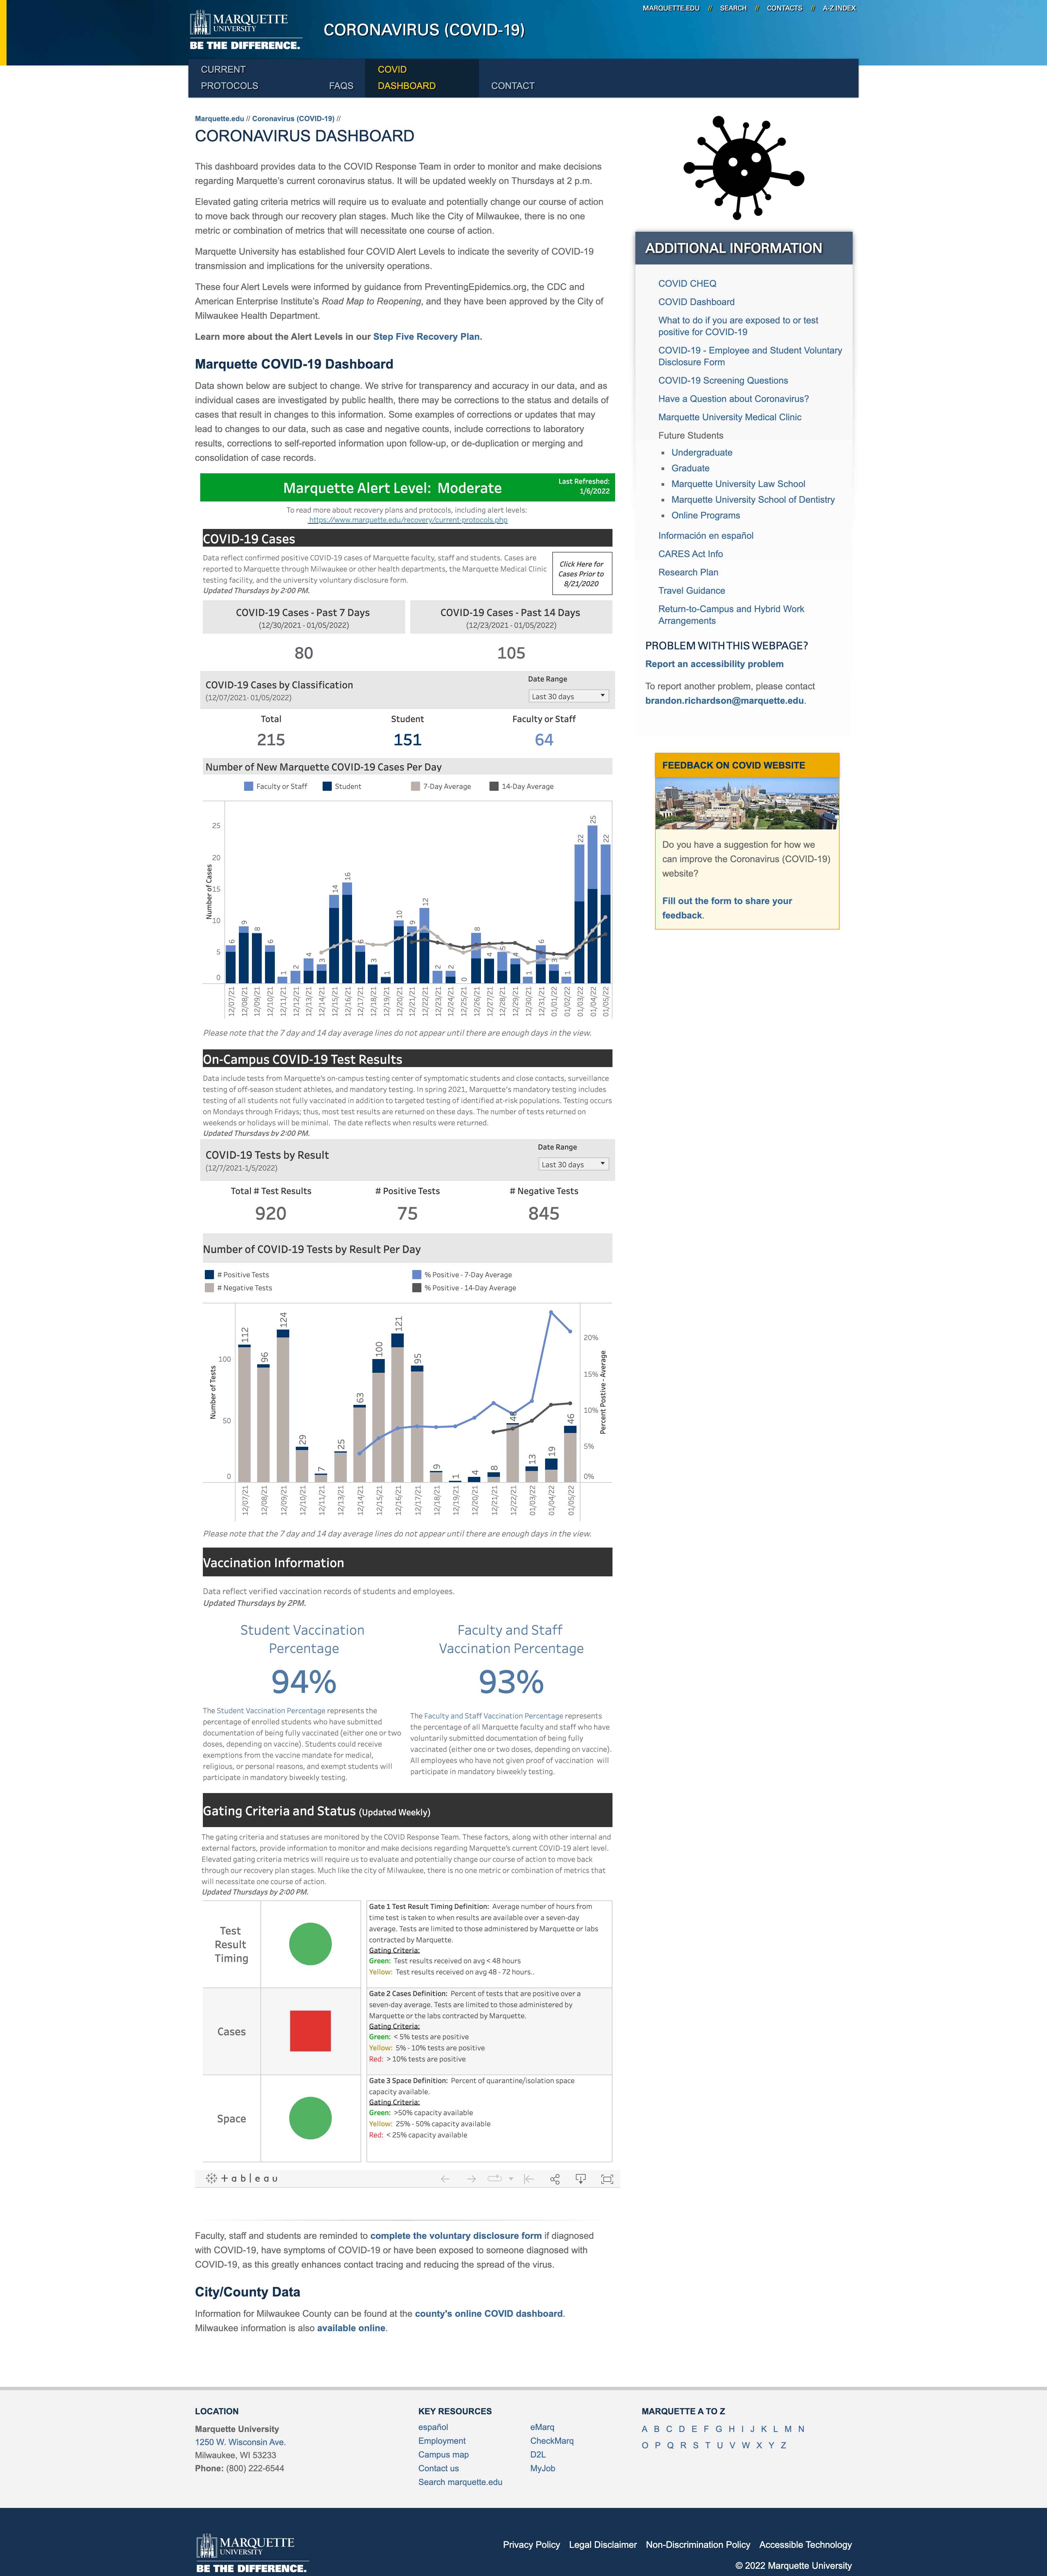 MARQUETTE.EDU // SEARCH // CONTACTS // A-Z INDEX
MARQUETTE
UNIVERSITY
BE THE DIFFERENCE.
CORONAVIRUS (COVID-19)
CURRENT PROTOCOLS
FAQS
COVID DASHBOARD
CONTACT
Marquette.edu // Coronavirus (COVID-19) //
CORONAVIRUS DASHBOARD
This dashboard provides data to the COVID Response Team in order to monitor and make decisions
regarding Marquette's current coronavirus status. It will be updated weekly on Thursdays at 2 p.m.
Elevated gating criteria metrics will require us to evaluate and potentially change our course of action
to move back through our recovery plan stages. Much like the City of Milwaukee, there is no one
metric or combination of metrics that will necessitate one course of action.
Marquette University has established four COVID Alert Levels to indicate the severity of COVID-19
transmission and implications for the university operations.
These four Alert Levels were informed by guidance from PreventingEpidemics.org, the CDC and
American Enterprise Institute's Road Map to Reopening, and they have been approved by the City of
Milwaukee Health Department.
Learn more about the Alert Levels in our Step Five Recovery Plan.
Marquette COVID-19 Dashboard
Data shown below are subject to change. We strive for transparency and accuracy in our data, and as
individual cases are investigated by public health, there may be corrections to the status and details of
cases that result in changes to this information. Some examples of corrections or updates that may
lead to changes to our data, such as case and negative counts, include corrections to laboratory
results, corrections to self-reported information upon follow-up, or de-duplication or merging and
consolidation of case records.
Marquette Alert Level: Moderate
Last Refreshed:
1/6/2022
To read more about recovery plans and protocols, including alert levels:
https://www.marquette.edu/recovery/current-protocols.php
COVID-19 Cases
Data reflect confirmed positive COVID-19 cases of Marquette faculty, staff and students. Cases are
reported to Marquette through Milwaukee or other health departments, the Marquette Medical Clinic
testing facility, and the university voluntary disclosure form.
Updated Thursdays by 2:00 PM.
Click Here for
Cases Prior to
8/21/2020
COVID-19 Cases - Past 7 Days
(12/30/2021 - 01/05/2022)
80
COVID-19 Cases - Past 14 Days
(12/23/2021 - 01/05/2022)
105
COVID-19 Cases by Classification
(12/07/2021- 01/05/2022)
Date Range
Last 30 days
Total Student Faculty or Staff
215 151 64
Number of New Marquette COVID-19 Cases Per Day
Faculty or Staff Student 7-Day Average 14-Day Average
Number of Cases
25
20
15
10
5
0
6 9 8 6 1 2 4 3 14 16 6 3 1 10 9 12 2 2 0 8 4 5 4 1 6 3 1 22 25 22
12/07/21 12/08/21 12/09/21 12/10/21 12/11/21 12/12/21 12/13/21 12/14/21 12/15/21 12/16/21 12/17/21 12/18/21 12/19/21 12/20/21 12/21/21 12/22/21 12/23/21 12/24/21 12/25/21 12/26/21 12/27/21 12/28/21 12/29/21 12/30/21 12/31/21 01/01/22 01/02/22 01/03/22 01/04/22 01/05/22
Please note that the 7 day and 14 day average lines do not appear until there are enough days in the view.
On-Campus COVID-19 Test Results
Data include tests from Marquette's on-campus testing center of symptomatic students and close contacts, surveillance
testing of off-season student athletes, and mandatory testing. In spring 2021, Marquette's mandatory testing includes
testing of all students not fully vaccinated in addition to targeted testing of identified at-risk populations. Testing occurs
on Mondays through Fridays; thus, most test results are returned on these days. The number of tests returned on
weekends or holidays will be minimal. The date reflects when results were returned.
Updated Thursdays by 2:00 PM.
COVID-19 Tests by Result
(12/7/2021-1/5/2022)
Date Range
Last 30 days
Total # Test Results # Positive Tests # Negative Tests
920 75 845
Number of COVID-19 Tests by Result Per Day
# Positive Tests % Positive - 7-Day Average
# Negative Tests % Positive - 14-Day Average
Number of Tests
100
50
0
112 96 124 29 7 25 63 100 121 95 9 1 4 8 48 13 19 46
20%
15%
10%
5%
0%
Percent Postive - Average
12/07/21 12/08/21 12/09/21 12/10/21 12/11/21 12/13/21 12/14/21 12/15/21 12/16/21 12/17/21 12/18/21 12/19/21 12/20/21 12/21/21 12/22/21 01/03/22 01/04/22 01/05/22
Please note that the 7 day and 14 day average lines do not appear until there are enough days in the view.
Vaccination Information
Data reflect verified vaccination records of students and employees.
Updated Thursdays by 2PM.
Student Vaccination
Percentage
94%
The Student Vaccination Percentage represents the
percentage of enrolled students who have submitted
documentation of being fully vaccinated (either one or two
doses, depending on vaccine). Students could receive
exemptions from the vaccine mandate for medical,
religious, or personal reasons, and exempt students will
participate in mandatory biweekly testing.
Faculty and Staff
Vaccination Percentage
93%
The Faculty and Staff Vaccination Percentage represents
the percentage of all Marquette faculty and staff who have
voluntarily submitted documentation of being fully
vaccinated (either one or two doses, depending on vaccine).
All employees who have not given proof of vaccination will
participate in mandatory biweekly testing.
Gating Criteria and Status (Updated Weekly)
The gating criteria and statuses are monitored by the COVID Response Team. These factors, along with other internal and
external factors, provide information to monitor and make decisions regarding Marquette's current COVID-19 alert level.
Elevated gating criteria metrics will require us to evaluate and potentially change our course of action to move back
through our recovery plan stages. Much like the city of Milwaukee, there is no one metric or combination of metrics that
will necessitate one course of action.
Updated Thursdays by 2:00 PM.
Test
Result
Timing
Gate 1 Test Result Timing Definition: Average number of hours from
time test is taken to when results are available over a seven-day
average. Tests are limited to those administered by Marquette or labs
contracted by Marquette.
Gating Criteria:
Green: Test results received on avg < 48 hours
Yellow: Test results received on avg 48 - 72 hours..
Cases
Gate 2 Cases Definition: Percent of tests that are positive over a
seven-day average. Tests are limited to those administered by
Marquette or the labs contracted by Marquette.
Gating Criteria:
Green: < 5% tests are positive
Yellow: 5% - 10% tests are positive
Red: > 10% tests are positive
Space
Gate 3 Space Definition: Percent of quarantine/isolation space
capacity available.
Gating Criteria:
Green: >50% capacity available
Yellow: 25% - 50% capacity available
Red: < 25% capacity available
+ableau
Faculty, staff and students are reminded to complete the voluntary disclosure form if diagnosed
with COVID-19, have symptoms of COVID-19 or have been exposed to someone diagnosed with
COVID-19, as this greatly enhances contact tracing and reducing the spread of the virus.
City/County Data
Information for Milwaukee County can be found at the county's online COVID dashboard.
Milwaukee information is also available online.
ADDITIONAL INFORMATION
COVID CHEQ
COVID Dashboard
What to do if you are exposed to or test
positive for COVID-19
COVID-19 - Employee and Student Voluntary
Disclosure Form
COVID-19 Screening Questions
Have a Question about Coronavirus?
Marquette University Medical Clinic
Future Students
Undergraduate
Graduate
Marquette University Law School
Marquette University School of Dentistry
Online Programs
Información en español
CARES Act Info
Research Plan
Travel Guidance
Return-to-Campus and Hybrid Work
Arrangements
PROBLEM WITH THIS WEBPAGE?
Report an accessibility problem
To report another problem, please contact
brandon.richardson@marquette.edu.
FEEDBACK ON COVID WEBSITE
Do you have a suggestion for how we
can improve the Coronavirus (COVID-19)
website?
Fill out the form to share your
feedback.
LOCATION
Marquette University
1250 W. Wisconsin Ave.
Milwaukee, WI 53233
Phone: (800) 222-6544
KEY RESOURCES
español
Employment
Campus map
Contact us
Search marquette.edu
eMarq
CheckMarq
D2L
MyJob
MARQUETTE A TO Z
A B C D E F G H I J K L M N
O P Q R S T U V W X Y Z
MARQUETTE
UNIVERSITY
BE THE DIFFERENCE.
Privacy Policy Legal Disclaimer Non-Discrimination Policy Accessible Technology
© 2022 Marquette University